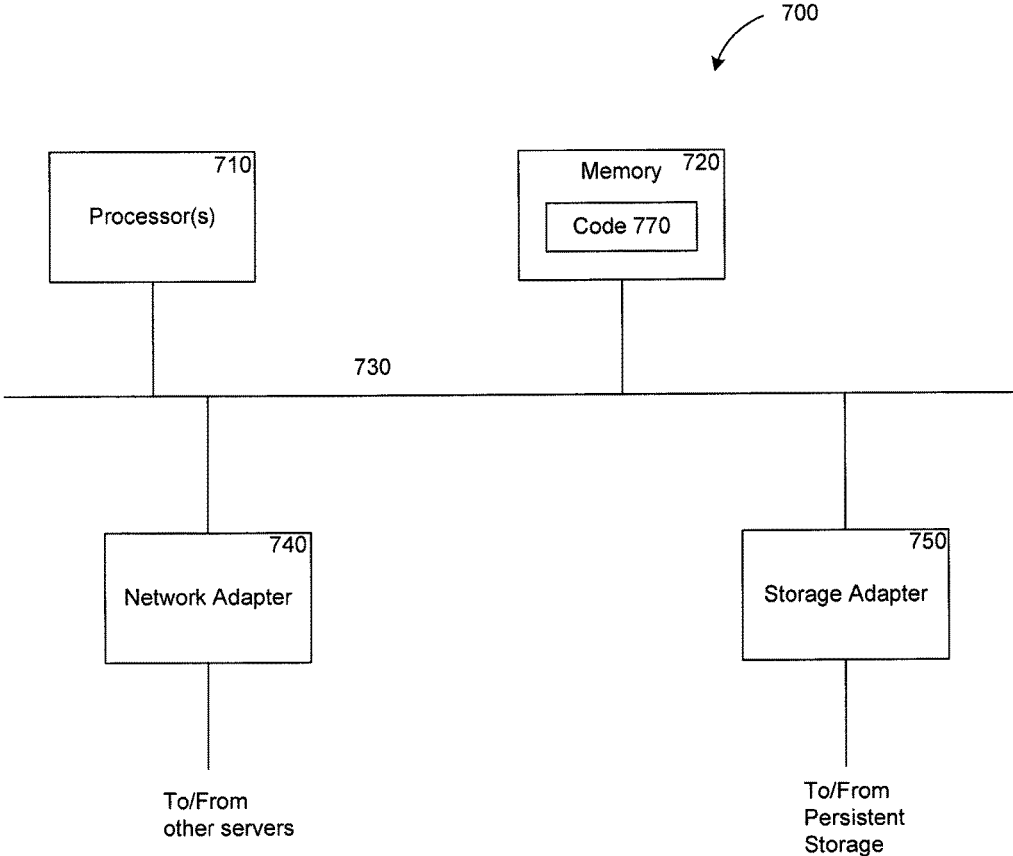 700
710
Processor(s)
720
Memory
Code 770
730
740
Network Adapter
750
Storage Adapter
To/From
other servers
To/From
Persistent
Storage